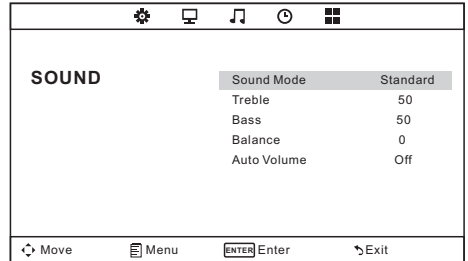 SOUND
Sound Mode Standard
Treble 50
Bass 50
Balance 0
Auto Volume Off
Move Menu ENTER Enter Exit